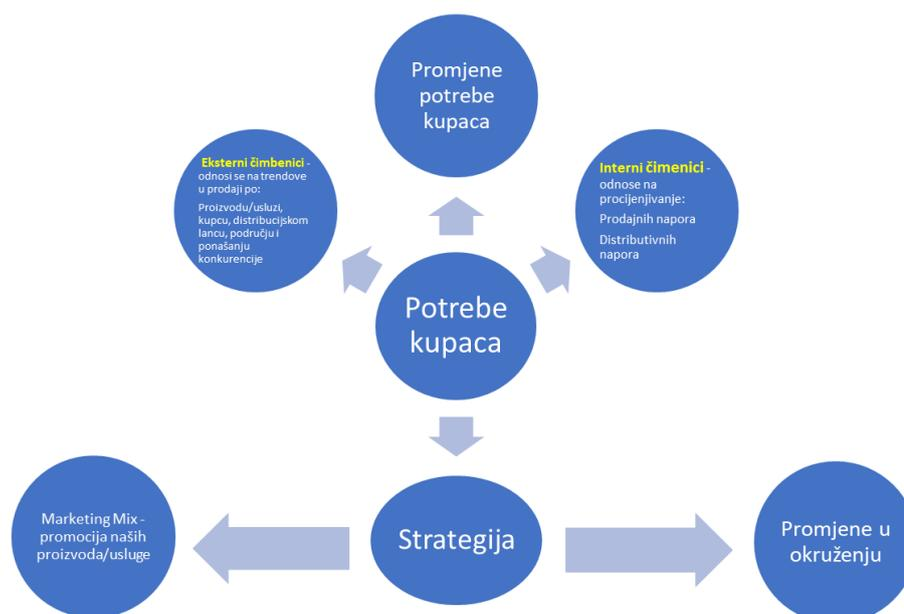 Promjene
potrebe
kupaca
Eksterni čimbenici -
odnosi se na trendove
u prodaji po:
Proizvodu/usluzi,
kupcu, distribucijskom
lancu, području i
ponašanju
konkurencije
Interni čimenici -
odnose na
procijenjivanje:
Prodajnih napora
Distributivnih
napora
Potrebe
kupaca
Marketing Mix -
promocija naših
proizvoda/usluge
Strategija
Promjene u
okruženju